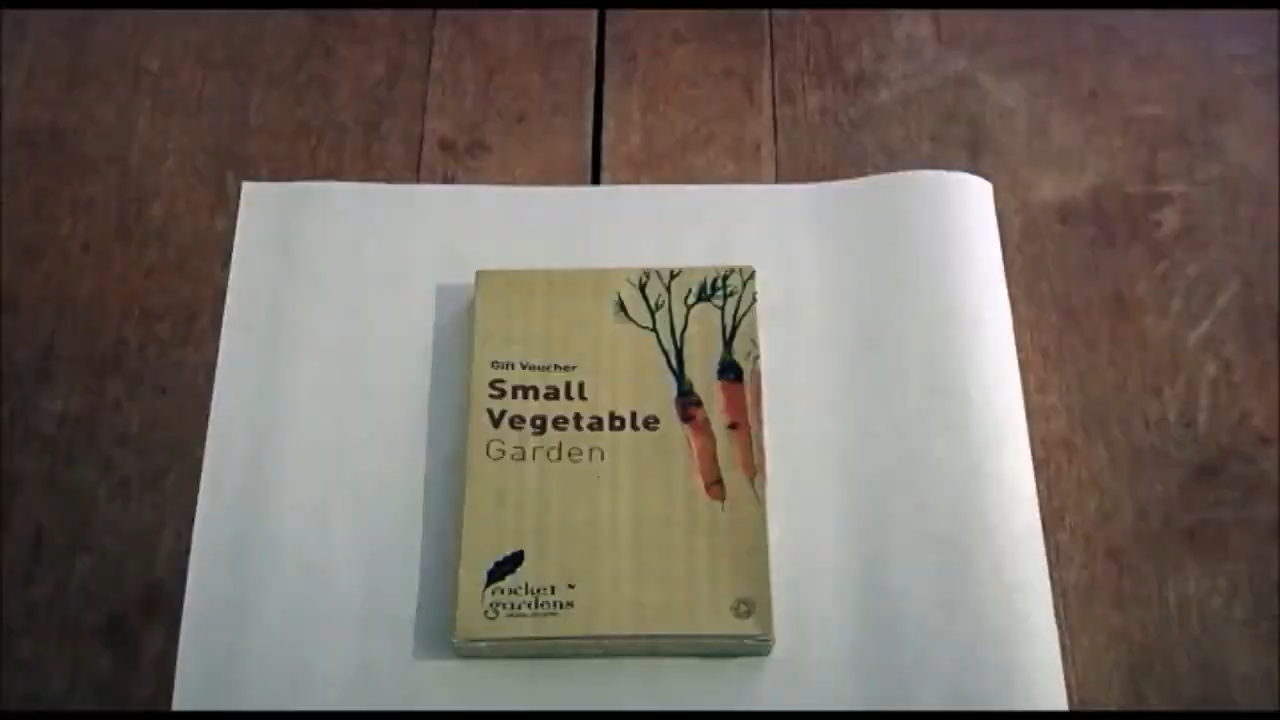 Gift Voucher
Small
Vegetable
Garden
rocket
gardens